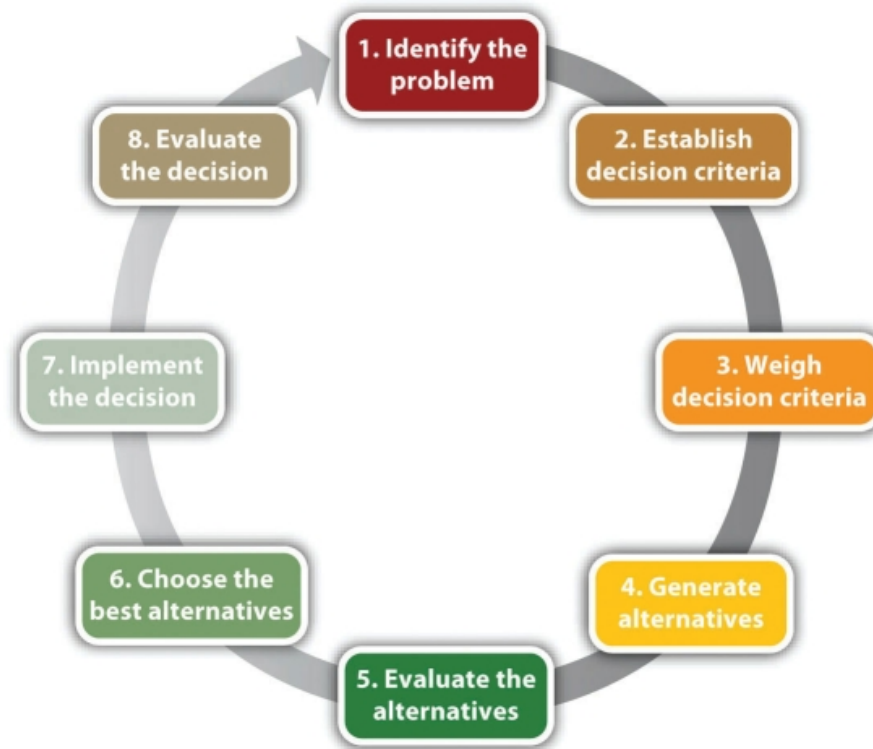 1. Identify the
problem
2. Establish
decision criteria
3. Weigh
decision criteria
4. Generate
alternatives
5. Evaluate the
alternatives
6. Choose the
best alternatives
7. Implement
the decision
8. Evaluate
the decision